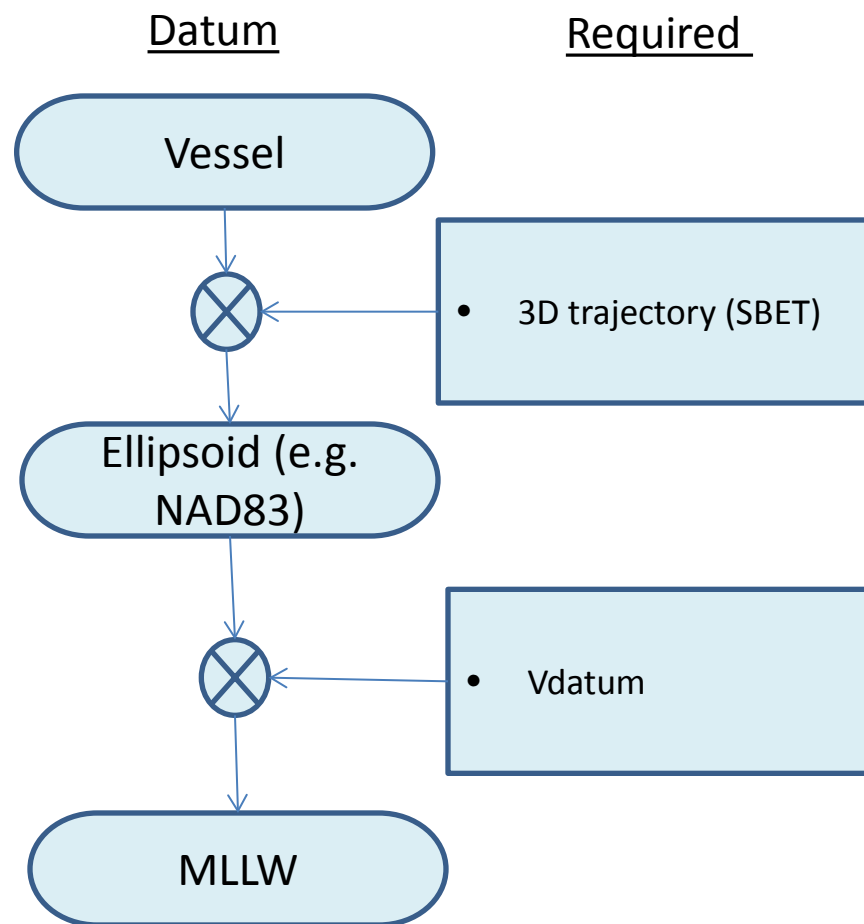 Datum
Required
Vessel
• 3D trajectory (SBET)
Ellipsoid (e.g.
NAD83)
• Vdatum
MLLW